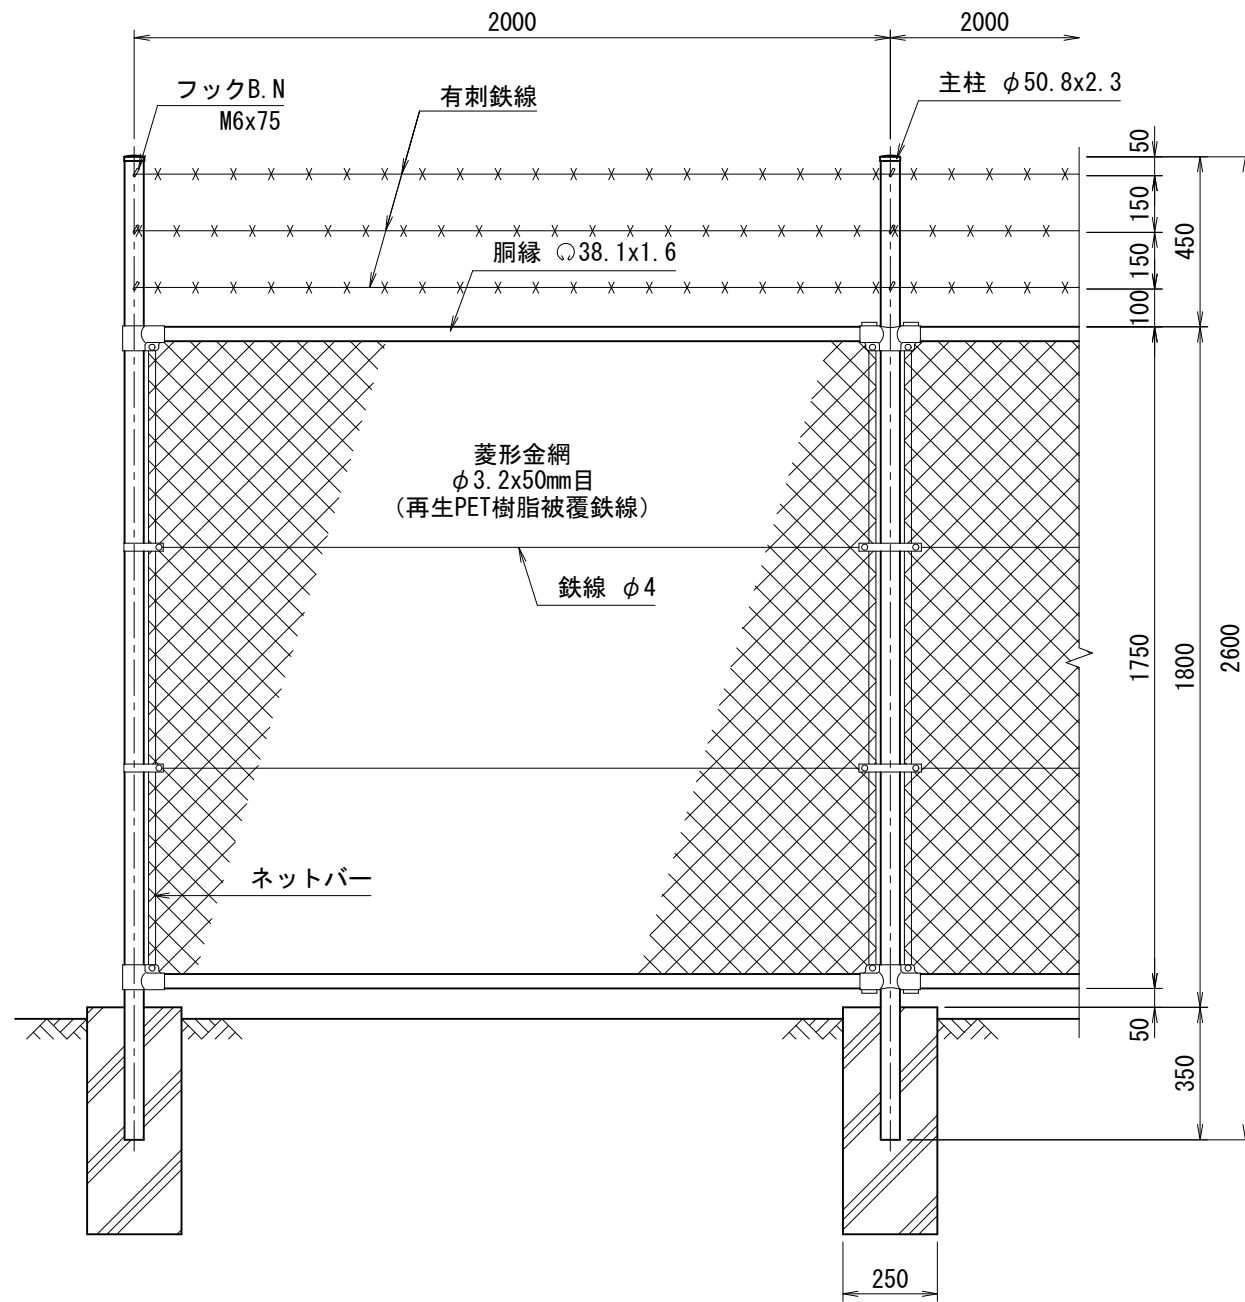 2000
2000
フックB.N
M6x75
有刺鉄線
主柱 φ50.8x2.3
胴縁 38.1x1.6
50
150
150
100
450
菱形金網
φ3.2x50mm目
(再生PET樹脂被覆鉄線)
鉄線 φ4
1750
1800
2600
ネットバー
50
350
250